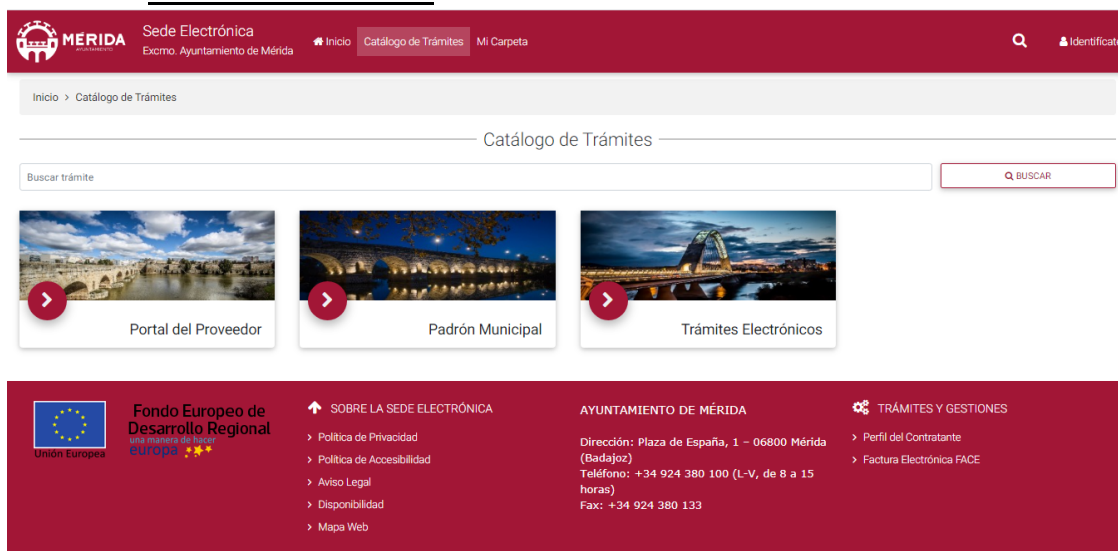 MÉRIDA
AYUNTAMIENTO
Sede Electrónica
Excmo. Ayuntamiento de Mérida
Inicio
Catálogo de Trámites
Mi Carpeta
Identifícate
Inicio > Catálogo de Trámites
Catálogo de Trámites
Buscar trámite
BUSCAR
Portal del Proveedor
Padrón Municipal
Trámites Electrónicos
Unión Europea
Fondo Europeo de
Desarrollo Regional
una manera de hacer
europa
SOBRE LA SEDE ELECTRÓNICA
> Política de Privacidad
> Política de Accesibilidad
> Aviso Legal
> Disponibilidad
> Mapa Web
AYUNTAMIENTO DE MÉRIDA
Dirección: Plaza de España, 1 – 06800 Mérida
(Badajoz)
Teléfono: +34 924 380 100 (L-V, de 8 a 15
horas)
Fax: +34 924 380 133
TRÁMITES Y GESTIONES
> Perfil del Contratante
> Factura Electrónica FACE